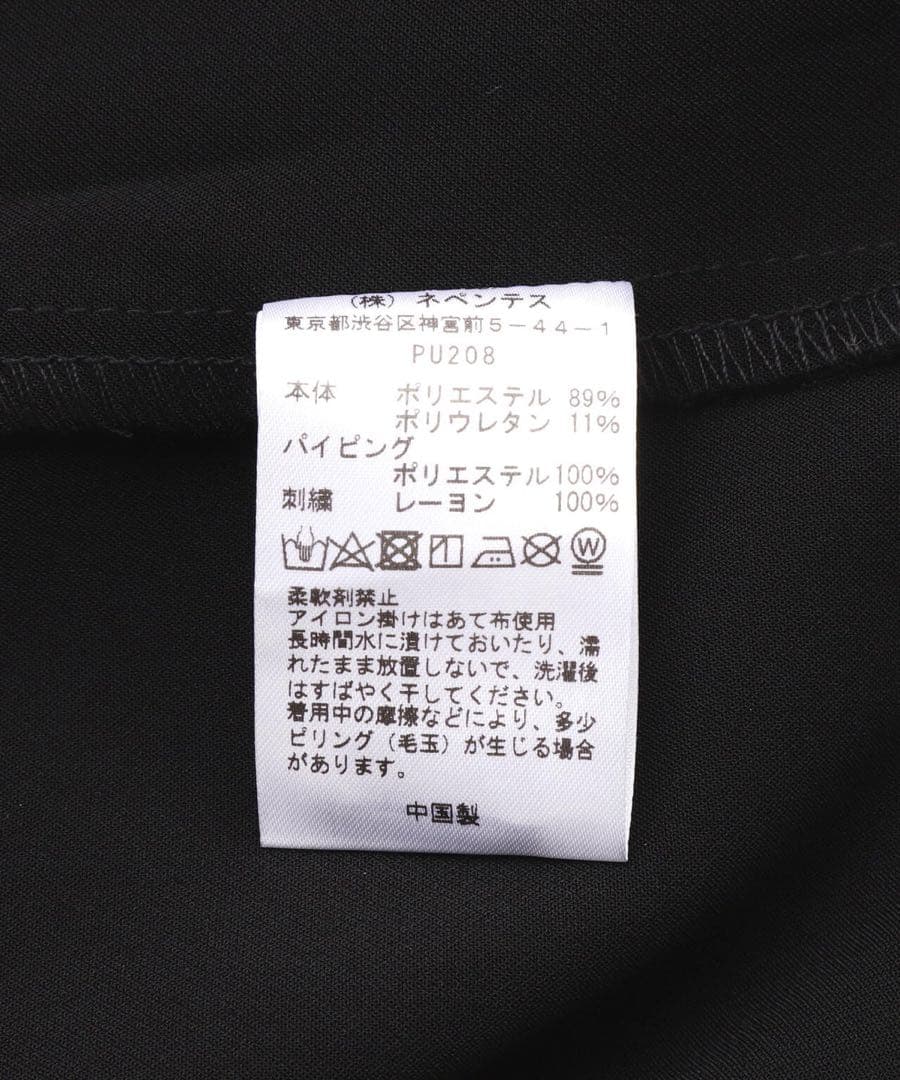 (株) ネペンテス
東京都渋谷区神宮前5-44-1
PU208
本体 ポリエステル 89%
ポリウレタン 11%
パイピング
ポリエステル100%
刺繍 レーヨン 100%
W
柔軟剤禁止
アイロン掛けはあて布使用
長時間水に漬けておいたり、濡
れたまま放置しないで、洗濯後
はすばやく干してください。
着用中の摩擦などにより、多少
ピリング(毛玉)が生じる場合
があります。
中国製